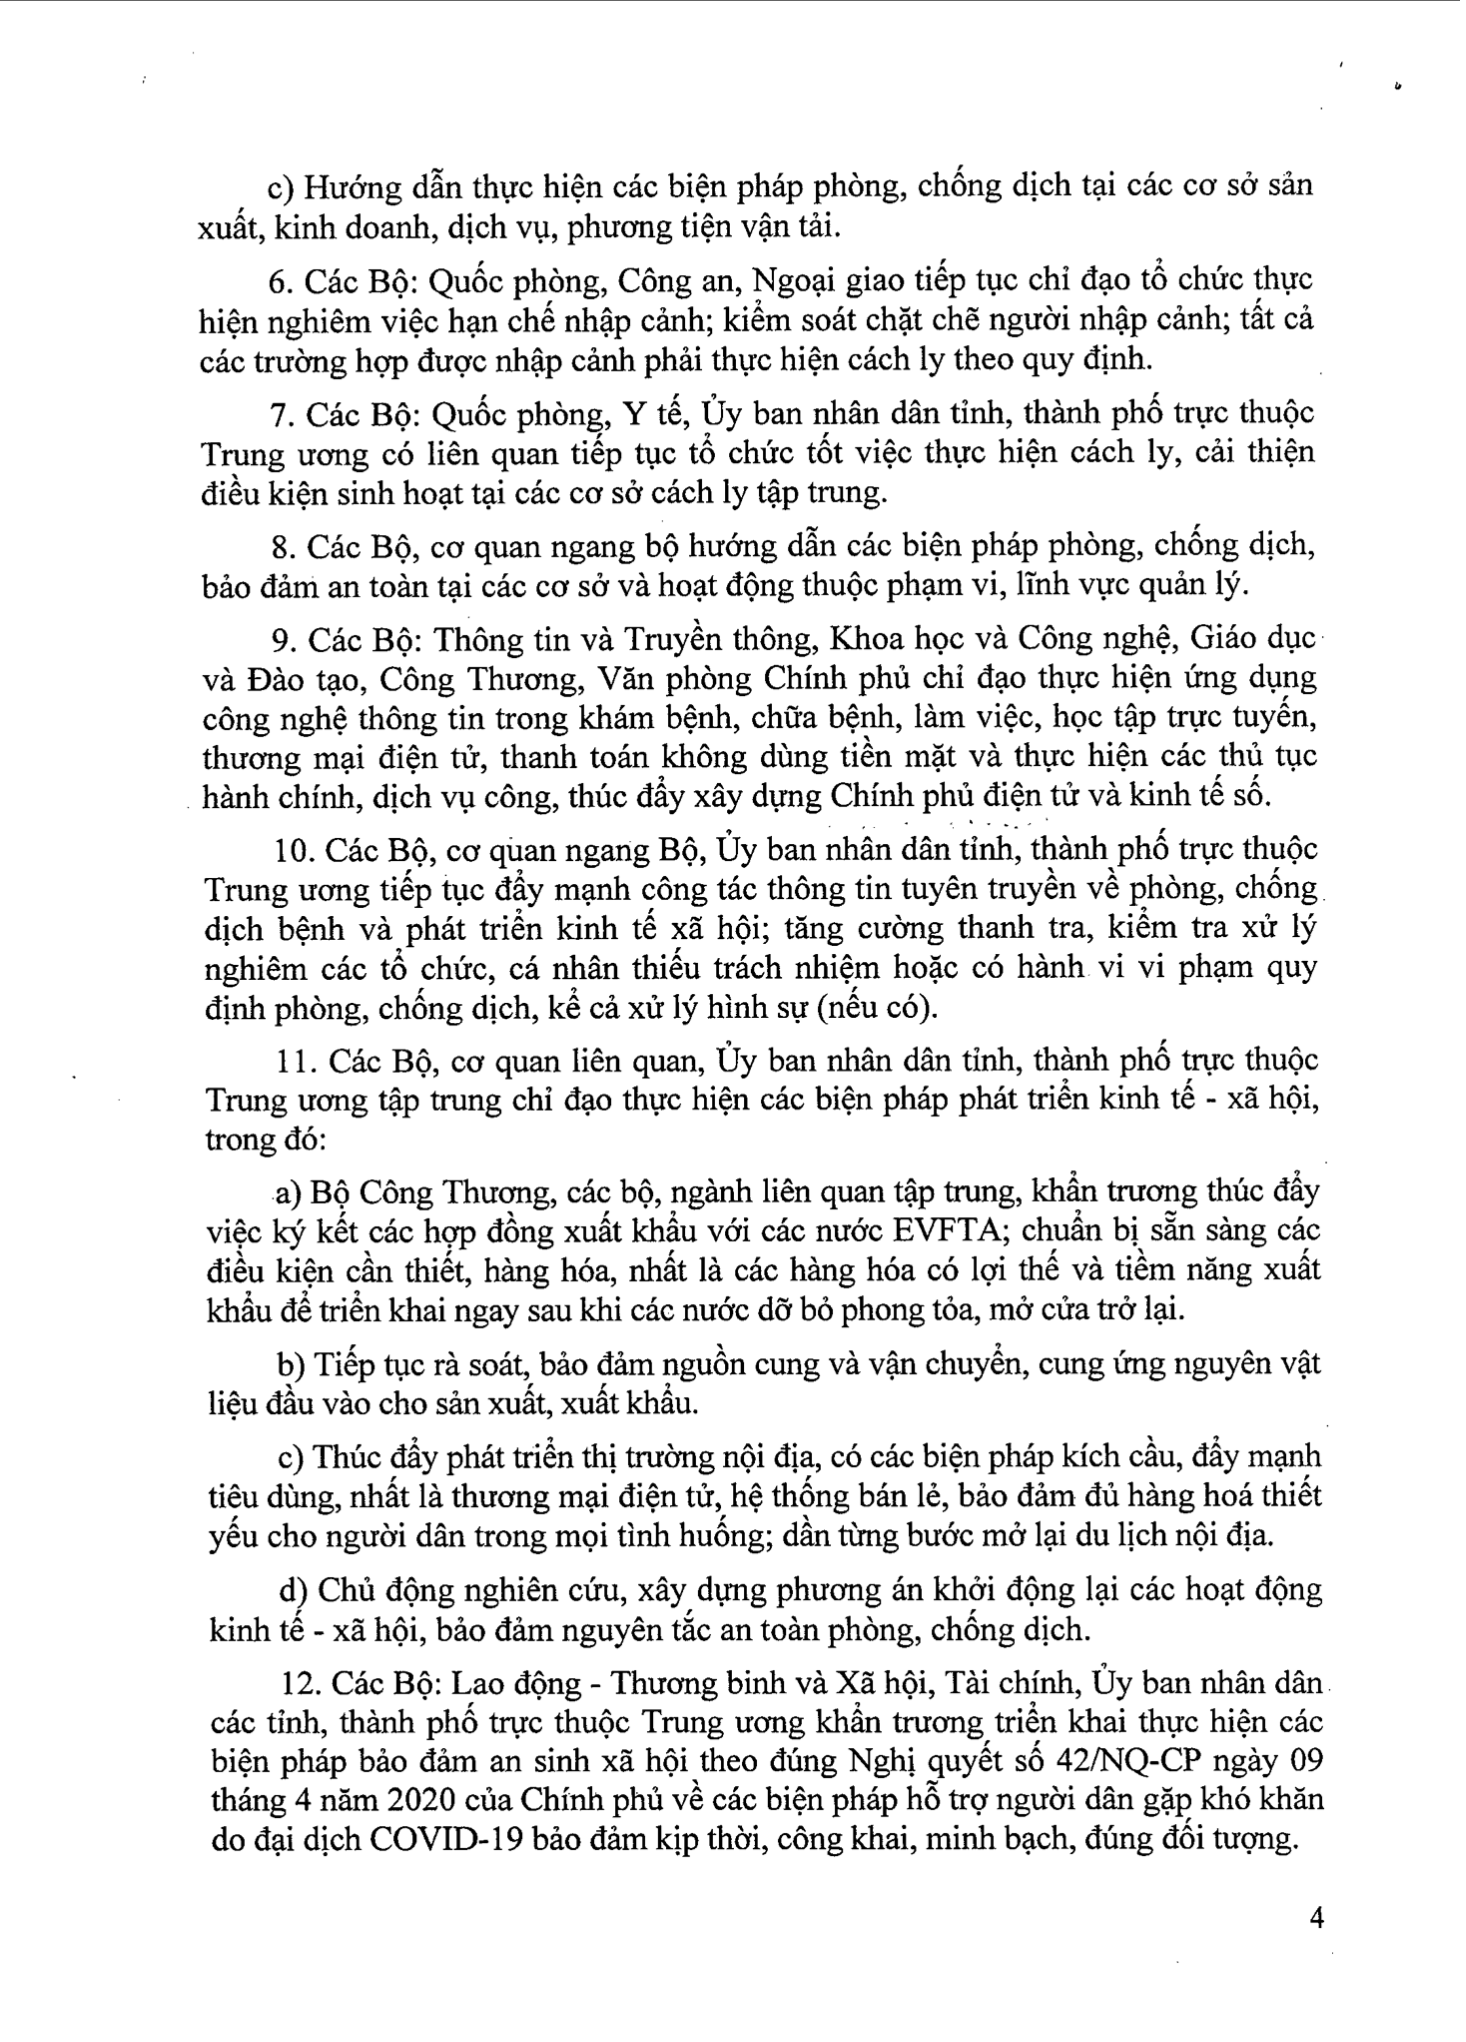 c) Hướng dẫn thực hiện các biện pháp phòng, chống dịch tại các cơ sở sản
xuất, kinh doanh, dịch vụ, phương tiện vận tải.
6. Các Bộ: Quốc phòng, Công an, Ngoại giao tiếp tục chỉ đạo tổ chức thực
hiện nghiêm việc hạn chế nhập cảnh; kiểm soát chặt chẽ người nhập cảnh; tất cả
các trường hợp được nhập cảnh phải thực hiện cách ly theo quy định.
7. Các Bộ: Quốc phòng, Y tế, Ủy ban nhân dân tỉnh, thành phố trực thuộc
Trung ương có liên quan tiếp tục tổ chức tốt việc thực hiện cách ly, cải thiện
điều kiện sinh hoạt tại các cơ sở cách ly tập trung.
8. Các Bộ, cơ quan ngang bộ hướng dẫn các biện pháp phòng, chống dịch,
bảo đảm an toàn tại các cơ sở và hoạt động thuộc phạm vi, lĩnh vực quản lý.
9. Các Bộ: Thông tin và Truyền thông, Khoa học và Công nghệ, Giáo dục
và Đào tạo, Công Thương, Văn phòng Chính phủ chỉ đạo thực hiện ứng dụng
công nghệ thông tin trong khám bệnh, chữa bệnh, làm việc, học tập trực tuyến,
thương mại điện tử, thanh toán không dùng tiền mặt và thực hiện các thủ tục
hành chính, dịch vụ công, thúc đẩy xây dựng Chính phủ điện tử và kinh tế số.
10. Các Bộ, cơ quan ngang Bộ, Ủy ban nhân dân tỉnh, thành phố trực thuộc
Trung ương tiếp tục đẩy mạnh công tác thông tin tuyên truyền về phòng, chống
dịch bệnh và phát triển kinh tế xã hội; tăng cường thanh tra, kiểm tra xử lý
nghiêm các tổ chức, cá nhân thiếu trách nhiệm hoặc có hành vi vi phạm quy
định phòng, chống dịch, kể cả xử lý hình sự (nếu có).
11. Các Bộ, cơ quan liên quan, Ủy ban nhân dân tỉnh, thành phố trực thuộc
Trung ương tập trung chỉ đạo thực hiện các biện pháp phát triển kinh tế - xã hội,
trong đó:
a) Bộ Công Thương, các bộ, ngành liên quan tập trung, khẩn trương thúc đẩy
việc ký kết các hợp đồng xuất khẩu với các nước EVFTA; chuẩn bị sẵn sàng các
điều kiện cần thiết, hàng hóa, nhất là các hàng hóa có lợi thế và tiềm năng xuất
khẩu để triển khai ngay sau khi các nước dỡ bỏ phong tỏa, mở cửa trở lại.
b) Tiếp tục rà soát, bảo đảm nguồn cung và vận chuyển, cung ứng nguyên vật
liệu đầu vào cho sản xuất, xuất khẩu.
c) Thúc đẩy phát triển thị trường nội địa, có các biện pháp kích cầu, đẩy mạnh
tiêu dùng, nhất là thương mại điện tử, hệ thống bán lẻ, bảo đảm đủ hàng hoá thiết
yếu cho người dân trong mọi tình huống; dần từng bước mở lại du lịch nội địa.
d) Chủ động nghiên cứu, xây dựng phương án khởi động lại các hoạt động
kinh tế - xã hội, bảo đảm nguyên tắc an toàn phòng, chống dịch.
12. Các Bộ: Lao động - Thương binh và Xã hội, Tài chính, Ủy ban nhân dân
các tỉnh, thành phố trực thuộc Trung ương khẩn trương triển khai thực hiện các
biện pháp bảo đảm an sinh xã hội theo đúng Nghị quyết số 42/NQ-CP ngày 09
tháng 4 năm 2020 của Chính phủ về các biện pháp hỗ trợ người dân gặp khó khăn
do đại dịch COVID-19 bảo đảm kịp thời, công khai, minh bạch, đúng đối tượng.
4